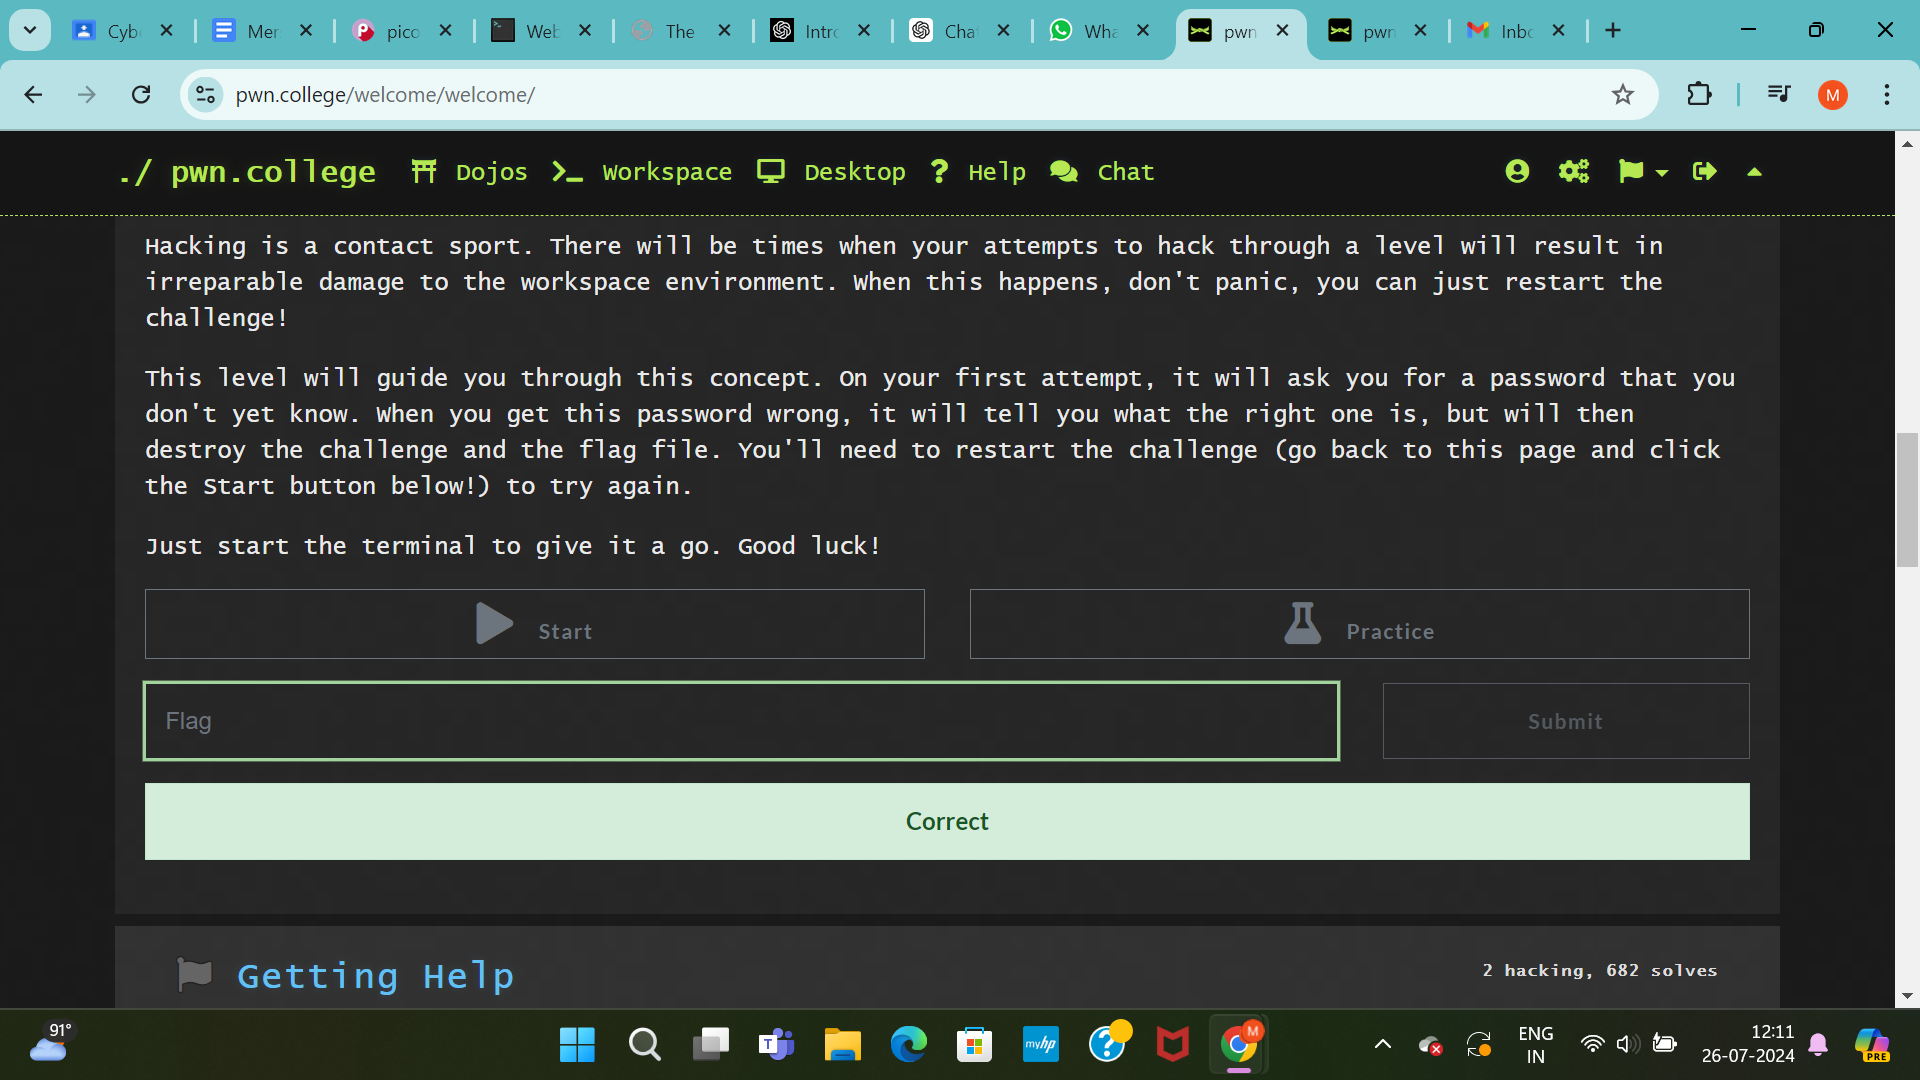 Cyb
Mer
pico
Web
The
Intro
Chat
Wha
pwn
pwn
Inbo
pwn.college/welcome/welcome/
M
./ pwn.college Dojos Workspace Desktop ? Help Chat
Hacking is a contact sport. There will be times when your attempts to hack through a level will result in
irreparable damage to the workspace environment. When this happens, don't panic, you can just restart the
challenge!
This level will guide you through this concept. On your first attempt, it will ask you for a password that you
don't yet know. When you get this password wrong, it will tell you what the right one is, but will then
destroy the challenge and the flag file. You'll need to restart the challenge (go back to this page and click
the Start button below!) to try again.
Just start the terminal to give it a go. Good luck!
Start
Practice
Flag
Submit
Correct
Getting Help
2 hacking, 682 solves
91°
T
myhp
?
M
ENG
IN
12:11
26-07-2024
PRE